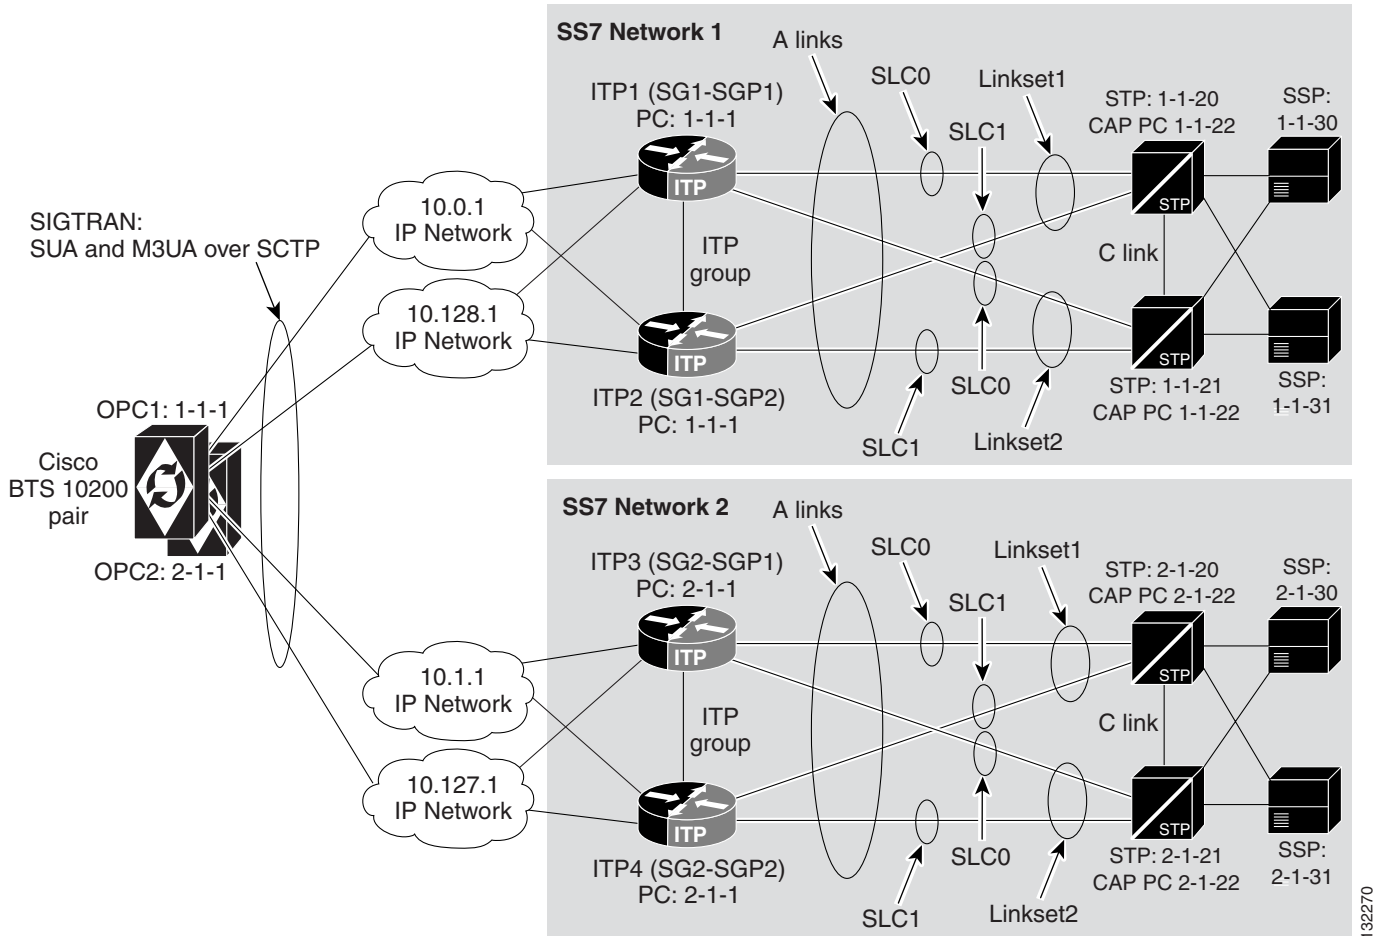 SS7 Network 1
A links
SLC0
Linkset1
ITP1 (SG1-SGP1)
PC: 1-1-1
SLC1
STP: 1-1-20
CAP PC 1-1-22
SSP:
1-1-30
ITP
STP
10.0.1
IP Network
SIGTRAN:
SUA and M3UA over SCTP
ITP
group
C link
10.128.1
IP Network
ITP
STP
ITP2 (SG1-SGP2)
PC: 1-1-1
SLC1
SLC0
Linkset2
STP: 1-1-21
CAP PC 1-1-22
SSP:
1-1-31
OPC1: 1-1-1
Cisco
BTS 10200
pair
OPC2: 2-1-1
SS7 Network 2
A links
SLC0
Linkset1
ITP3 (SG2-SGP1)
PC: 2-1-1
SLC1
STP: 2-1-20
CAP PC 2-1-22
SSP:
2-1-30
ITP
STP
10.1.1
IP Network
ITP
group
C link
10.127.1
IP Network
ITP
STP
ITP4 (SG2-SGP2)
PC: 2-1-1
SLC1
SLC0
Linkset2
STP: 2-1-21
CAP PC 2-1-22
SSP:
2-1-31
132270